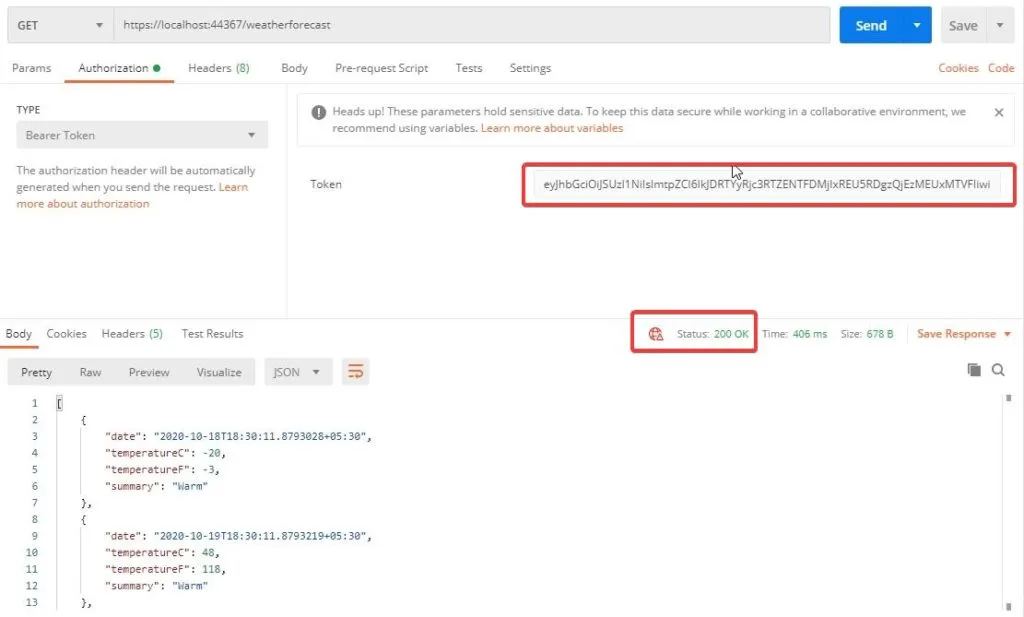 GET https://localhost:44367/weatherforecast Send Save
Params Authorization Headers (8) Body Pre-request Script Tests Settings Cookies Code
TYPE
Bearer Token
The authorization header will be automatically
generated when you send the request. Learn
more about authorization
Heads up! These parameters hold sensitive data. To keep this data secure while working in a collaborative environment, we
recommend using variables. Learn more about variables
Token
Body Cookies Headers (5) Test Results Status: 200 OK Time: 406 ms Size: 678 B Save Response
Pretty Raw Preview Visualize JSON
1 [
2 {
3 "date": "2020-10-18T18:30:11.8793028+05:30",
4 "temperatureC": -20,
5 "temperatureF": -3,
6 "summary": "Warm"
7 },
8 {
9 "date": "2020-10-19T18:30:11.8793219+05:30",
10 "temperatureC": 48,
11 "temperatureF": 118,
12 "summary": "Warm"
13 },